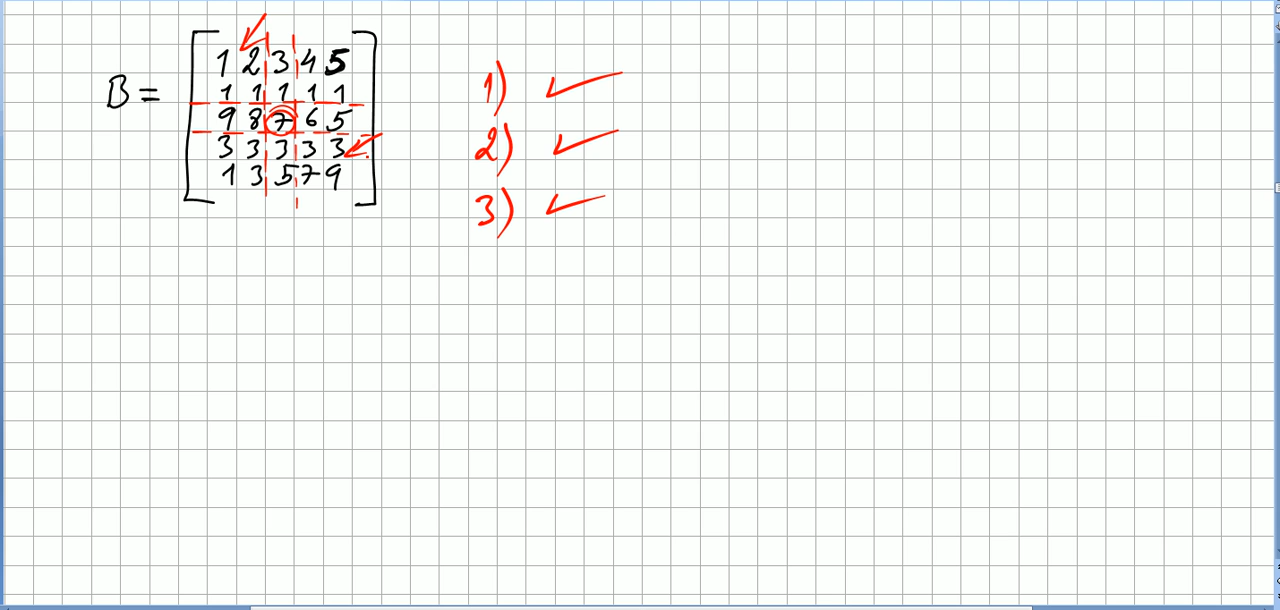 B =
1 2 3 4 5
1 1 1 1 1
9 8 7 6 5
3 3 3 3 3
1 3 5 7 9
1) ✓
2) ✓
3) ✓